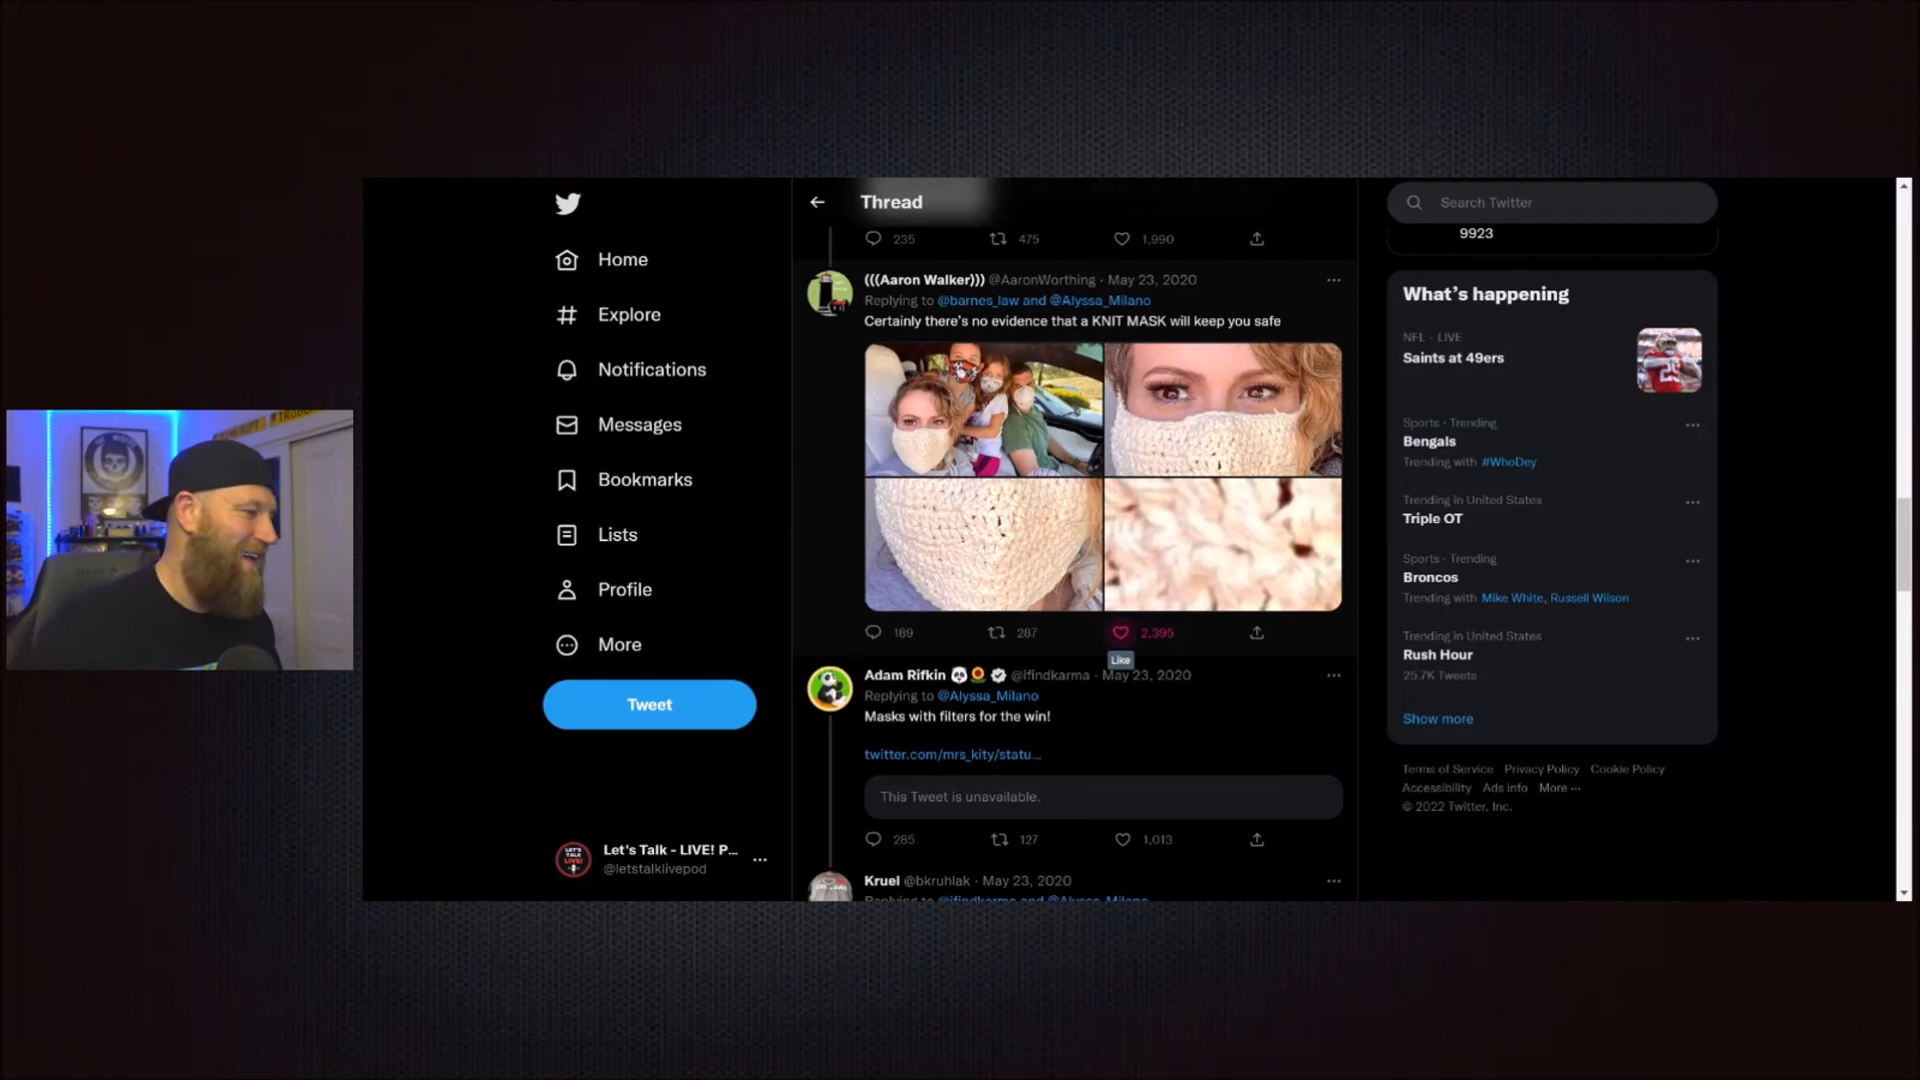 Thread
Search Twitter
9923
235 475 1,990
Home
Explore
Notifications
Messages
Bookmarks
Lists
Profile
More
Tweet
Let's Talk - LIVE! P...
@letstalklivepod
(((Aaron Walker))) @AaronWorthing · May 23, 2020
Replying to @barnes_law and @Alyssa_Milano
Certainly there's no evidence that a KNIT MASK will keep you safe
189 287 2,395
Like
Adam Rifkin @ifindkarma · May 23, 2020
Replying to @Alyssa_Milano
Masks with filters for the win!
twitter.com/mrs_kity/statu...
This Tweet is unavailable.
285 127 1,013
Kruel @bkruhlak · May 23, 2020
Replying to @ifindkarma and @Alyssa_Milano
What's happening
NFL · LIVE
Saints at 49ers
Sports · Trending
Bengals
Trending with #WhoDey
Trending in United States
Triple OT
Sports · Trending
Broncos
Trending with Mike White, Russell Wilson
Trending in United States
Rush Hour
25.7K Tweets
Show more
Terms of Service Privacy Policy Cookie Policy
Accessibility Ads info More ···
© 2022 Twitter, Inc.